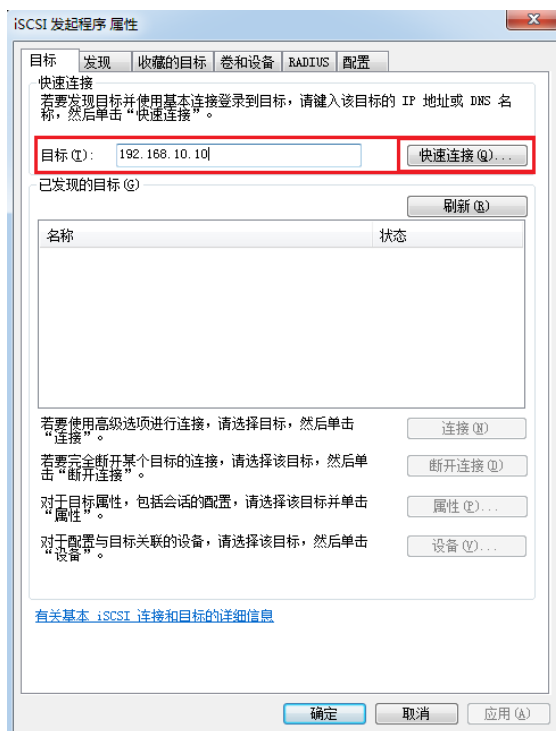 iSCSI 发起程序 属性
目标 发现 收藏的目标 卷和设备 RADIUS 配置
快速连接
若要发现目标并使用基本连接登录到目标，请键入该目标的 IP 地址或 DNS 名
称，然后单击“快速连接”。
目标(T): 192.168.10.10 快速连接(Q)...
已发现的目标(G)
刷新(R)
名称 状态
若要使用高级选项进行连接，请选择目标，然后单击
“连接”。
连接(N)
若要完全断开某个目标的连接，请选择该目标，然后单
击“断开连接”。
断开连接(D)
对于目标属性，包括会话的配置，请选择该目标并单击
“属性”。
属性(P)...
对于配置与目标关联的设备，请选择该目标，然后单击
“设备”。
设备(V)...
有关基本 iSCSI 连接和目标的详细信息
确定 取消 应用(A)